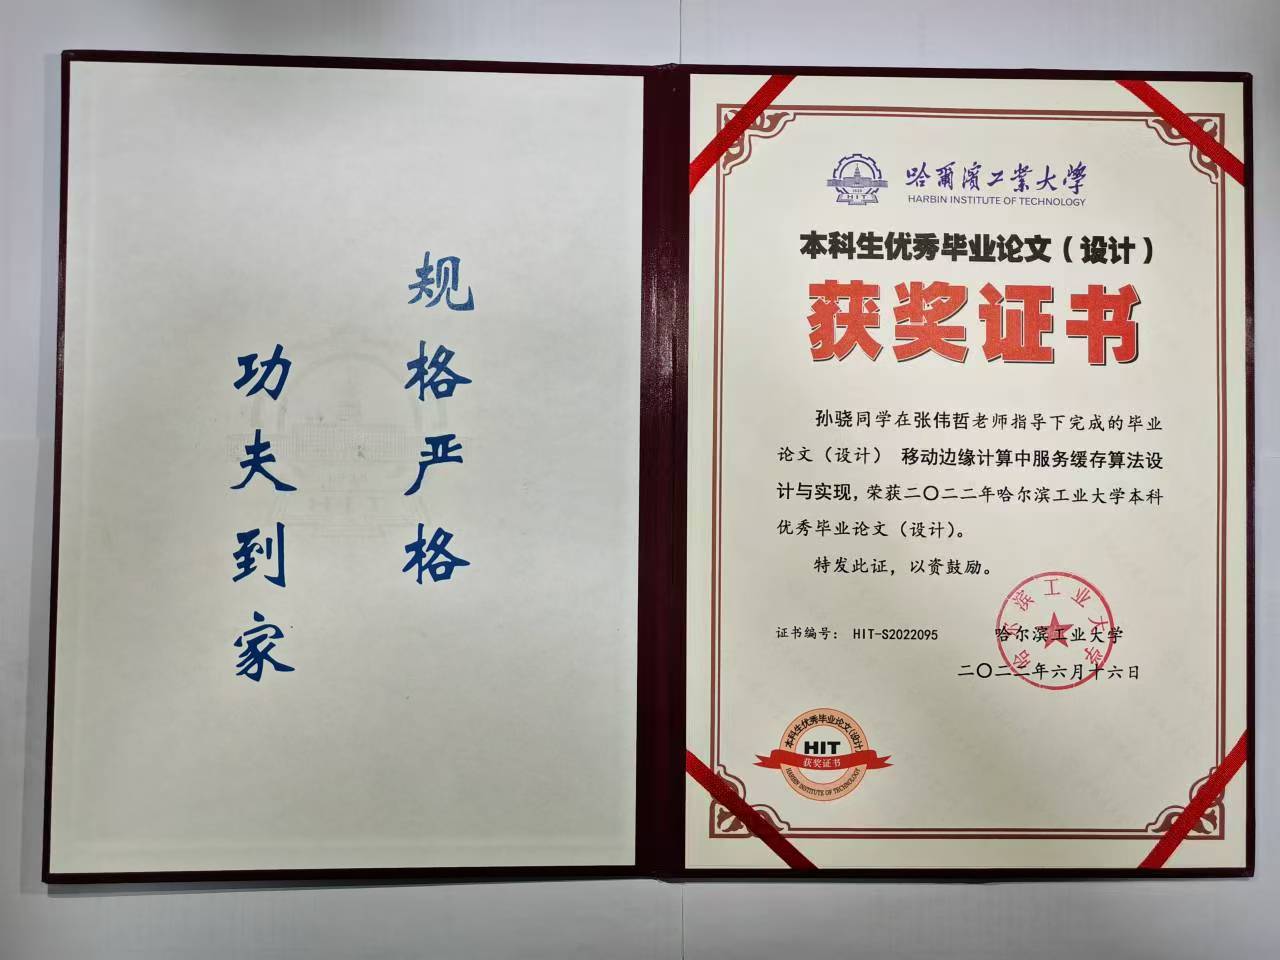 规格严格
功夫到家
哈尔滨工业大学
HARBIN INSTITUTE OF TECHNOLOGY
HIT
本科生优秀毕业论文（设计）
获奖证书
孙骁同学在张伟哲老师指导下完成的毕业
论文（设计） 移动边缘计算中服务缓存算法设
计与实现，荣获二〇二二年哈尔滨工业大学本科
优秀毕业论文（设计）。
特发此证，以资鼓励。
证书编号： HIT-S2022095
哈尔滨工业大学
二〇二二年六月十六日
哈尔滨工业大学
本科生优秀毕业论文(设计)
HIT
获奖证书
HARBIN INSTITUTE OF TECHNOLOGY